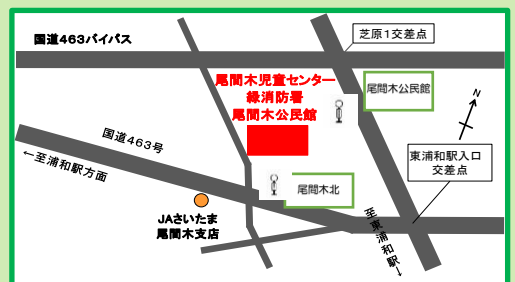 国道463バイパス
芝原1交差点
尾間木児童センター
緑消防署
尾間木公民館
尾間木公民館
N
国道463号
←至浦和駅方面
東浦和駅入口
交差点
尾間木北
JAさいたま
尾間木支店
至東浦和駅→